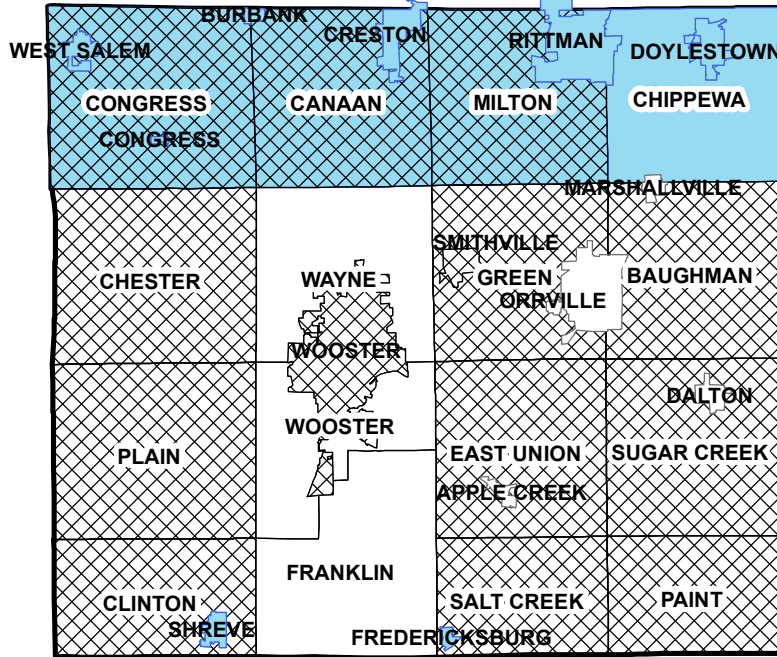 BURBANK
CRESTON
RITTMAN
WEST SALEM
DOYLESTOWN
CONGRESS
CANAAN
MILTON
CHIPPEWA
CONGRESS
MARSHALLVILLE
SMITHVILLE
CHESTER
WAYNE
GREEN
BAUGHMAN
ORRVILLE
WOOSTER
DALTON
WOOSTER
PLAIN
EAST UNION
SUGAR CREEK
APPLE CREEK
FRANKLIN
CLINTON
SALT CREEK
PAINT
SHREVE
FREDERICKSBURG